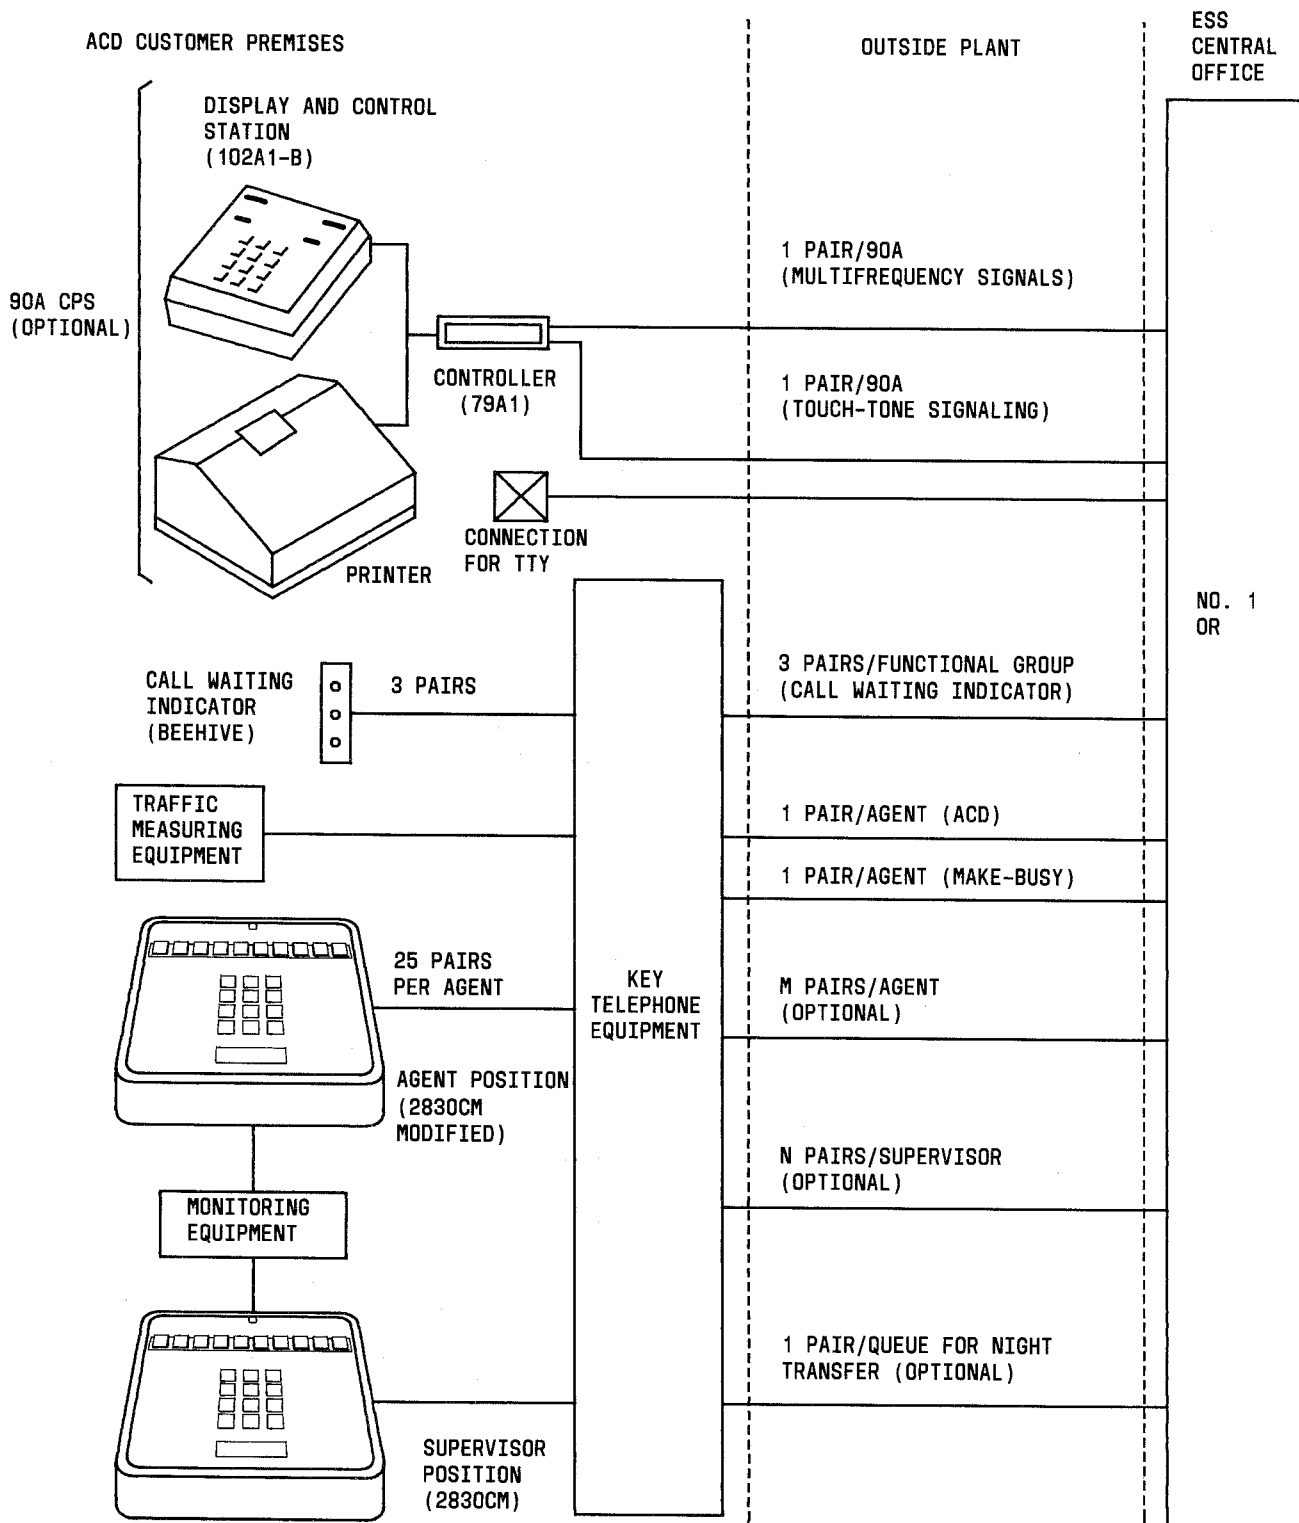 ACD CUSTOMER PREMISES
OUTSIDE PLANT
ESS
CENTRAL
OFFICE
DISPLAY AND CONTROL
STATION
(102A1-B)
90A CPS
(OPTIONAL)
1 PAIR/90A
(MULTIFREQUENCY SIGNALS)
CONTROLLER
(79A1)
1 PAIR/90A
(TOUCH-TONE SIGNALING)
CONNECTION
FOR TTY
PRINTER
NO. 1
OR
CALL WAITING
INDICATOR
(BEEHIVE)
3 PAIRS
3 PAIRS/FUNCTIONAL GROUP
(CALL WAITING INDICATOR)
TRAFFIC
MEASURING
EQUIPMENT
1 PAIR/AGENT (ACD)
1 PAIR/AGENT (MAKE-BUSY)
25 PAIRS
PER AGENT
KEY
TELEPHONE
EQUIPMENT
M PAIRS/AGENT
(OPTIONAL)
AGENT POSITION
(2830CM
MODIFIED)
N PAIRS/SUPERVISOR
(OPTIONAL)
MONITORING
EQUIPMENT
1 PAIR/QUEUE FOR NIGHT
TRANSFER (OPTIONAL)
SUPERVISOR
POSITION
(2830CM)